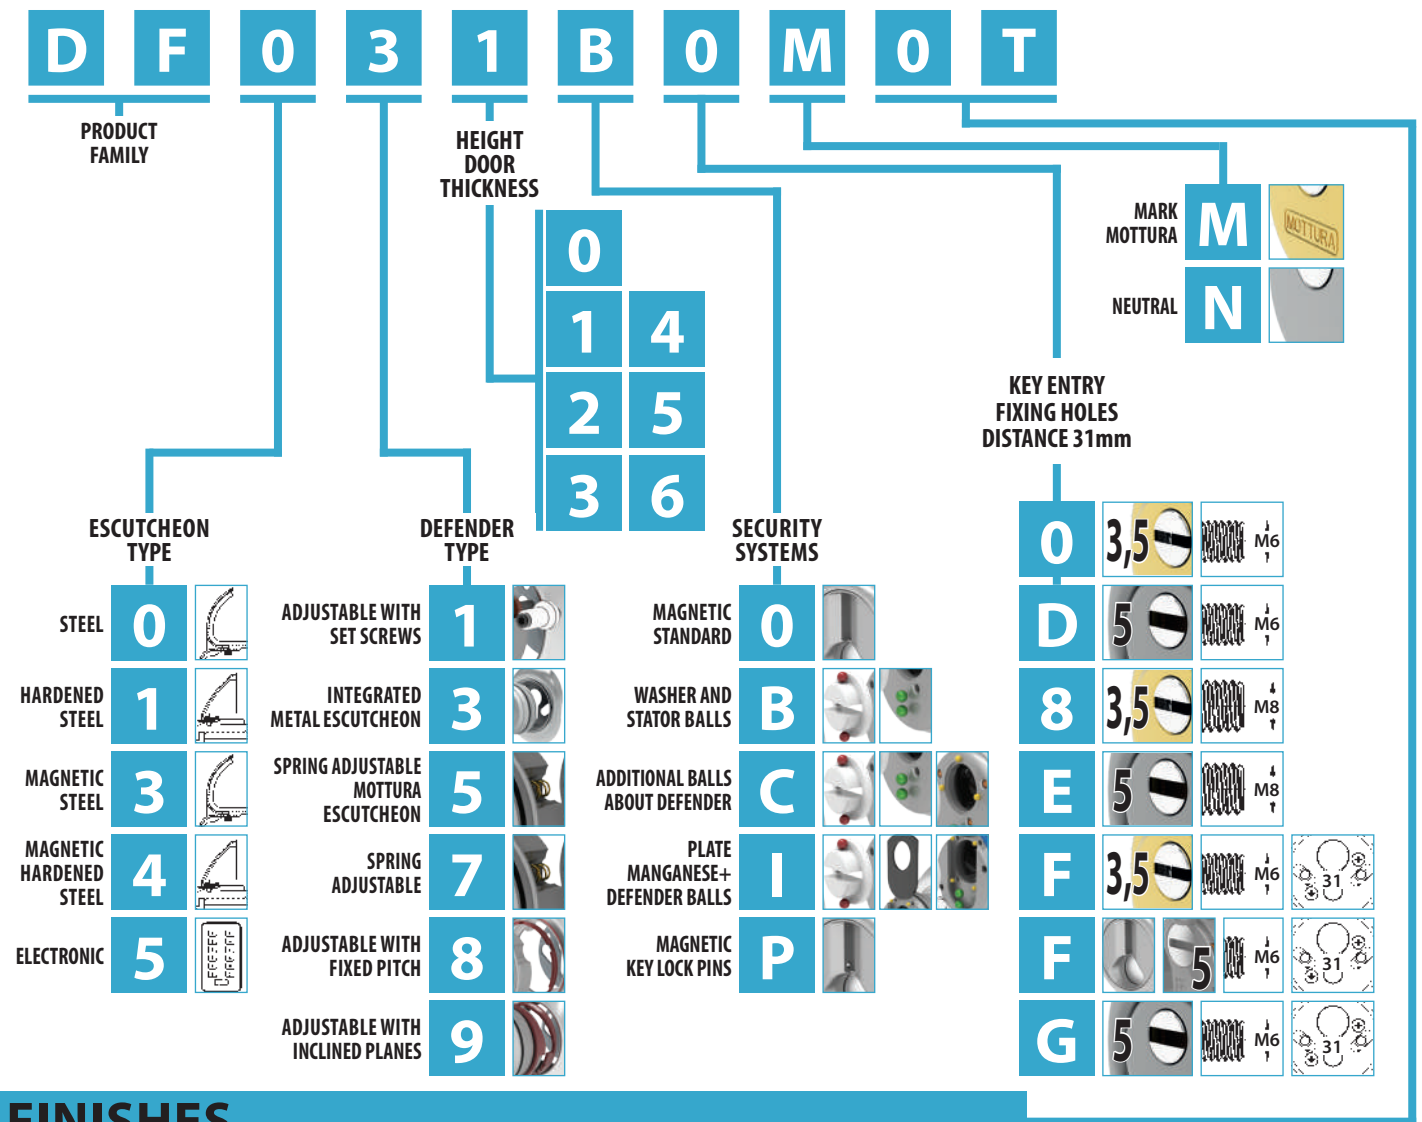 D F 0 3 1 B 0 M 0 T
PRODUCT
FAMILY
HEIGHT
DOOR
THICKNESS
0
1 4
2 5
3 6
MARK
MOTTURA
M
MOTTURA
NEUTRAL
N
ESCUTCHEON
TYPE
STEEL
0
HARDENED
STEEL
1
MAGNETIC
STEEL
3
MAGNETIC
HARDENED
STEEL
4
ELECTRONIC
5
DEFENDER
TYPE
ADJUSTABLE WITH
SET SCREWS
1
INTEGRATED
METAL ESCUTCHEON
3
SPRING ADJUSTABLE
MOTTURA
ESCUTCHEON
5
SPRING
ADJUSTABLE
7
ADJUSTABLE WITH
FIXED PITCH
8
ADJUSTABLE WITH
INCLINED PLANES
9
SECURITY
SYSTEMS
MAGNETIC
STANDARD
0
WASHER AND
STATOR BALLS
B
ADDITIONAL BALLS
ABOUT DEFENDER
C
PLATE
MANGANESE+
DEFENDER BALLS
I
MAGNETIC
KEY LOCK PINS
P
KEY ENTRY
FIXING HOLES
DISTANCE 31mm
0 3,5 M6
D 5 M6
8 3,5 M8
E 5 M8
F 3,5 M6 31
F 5 M6 31
G 5 M6 31
FINISHES